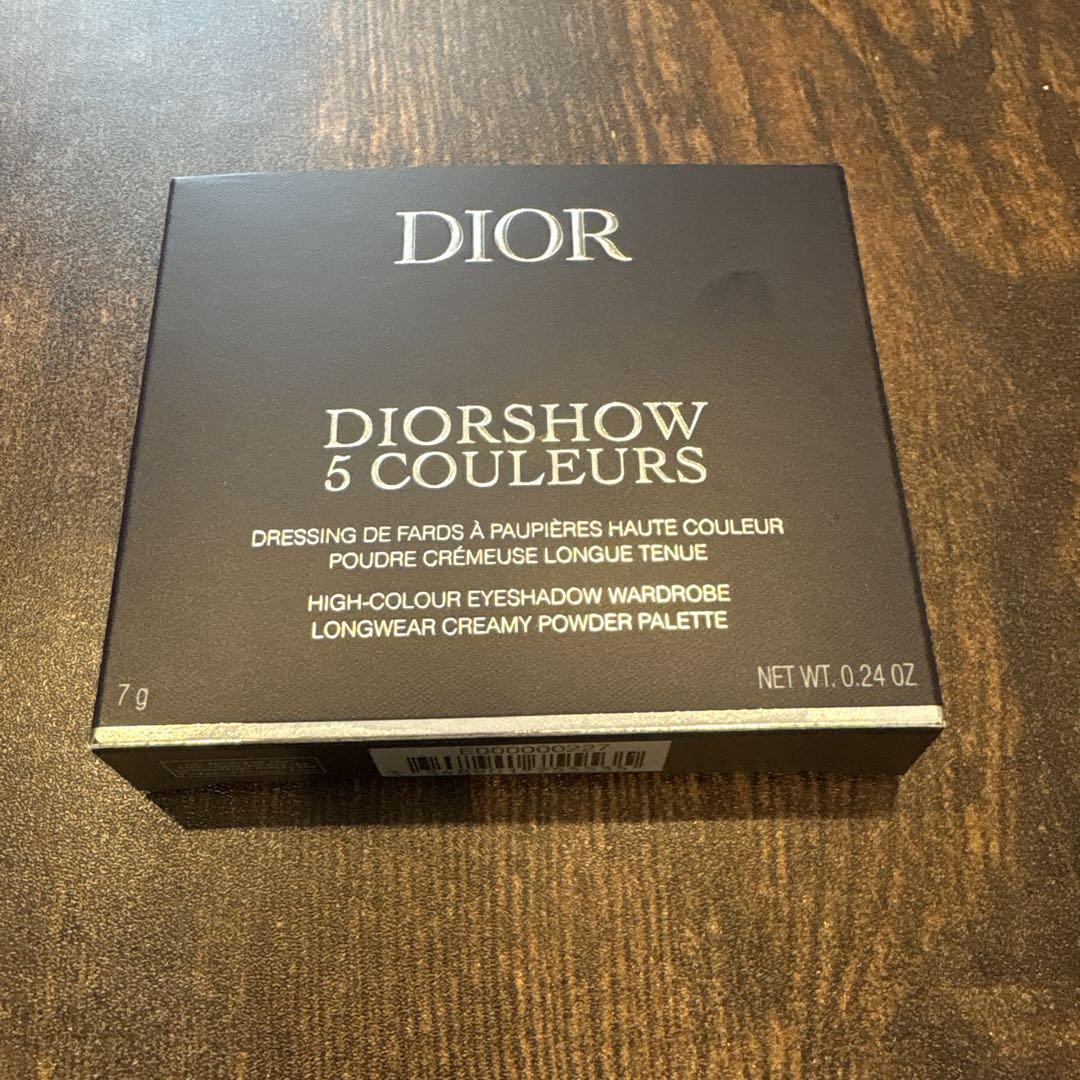 DIOR
DIORSHOW
5 COULEURS
DRESSING DE FARDS À PAUPIÈRES HAUTE COULEUR
POUDRE CRÉMEUSE LONGUE TENUE
HIGH-COLOUR EYESHADOW WARDROBE
LONGWEAR CREAMY POWDER PALETTE
7 g
NET WT. 0.24 OZ
E000000227